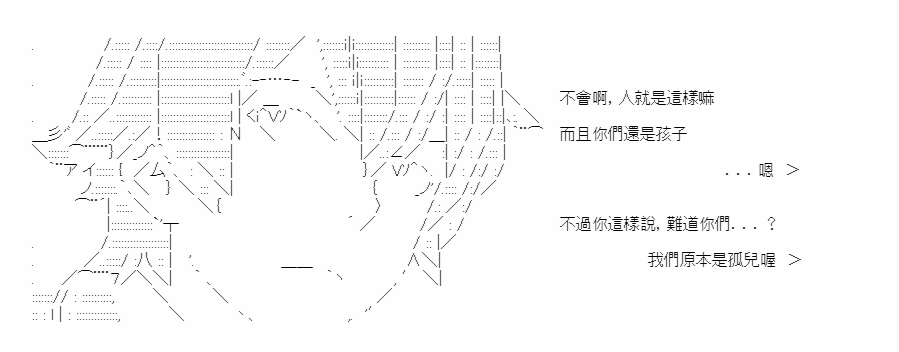 不會啊, 人就是這樣嘛
而且你們還是孩子
. . . 嗯 ＞
不過你這樣說, 難道你們. . . ？
我們原本是孤兒喔 ＞